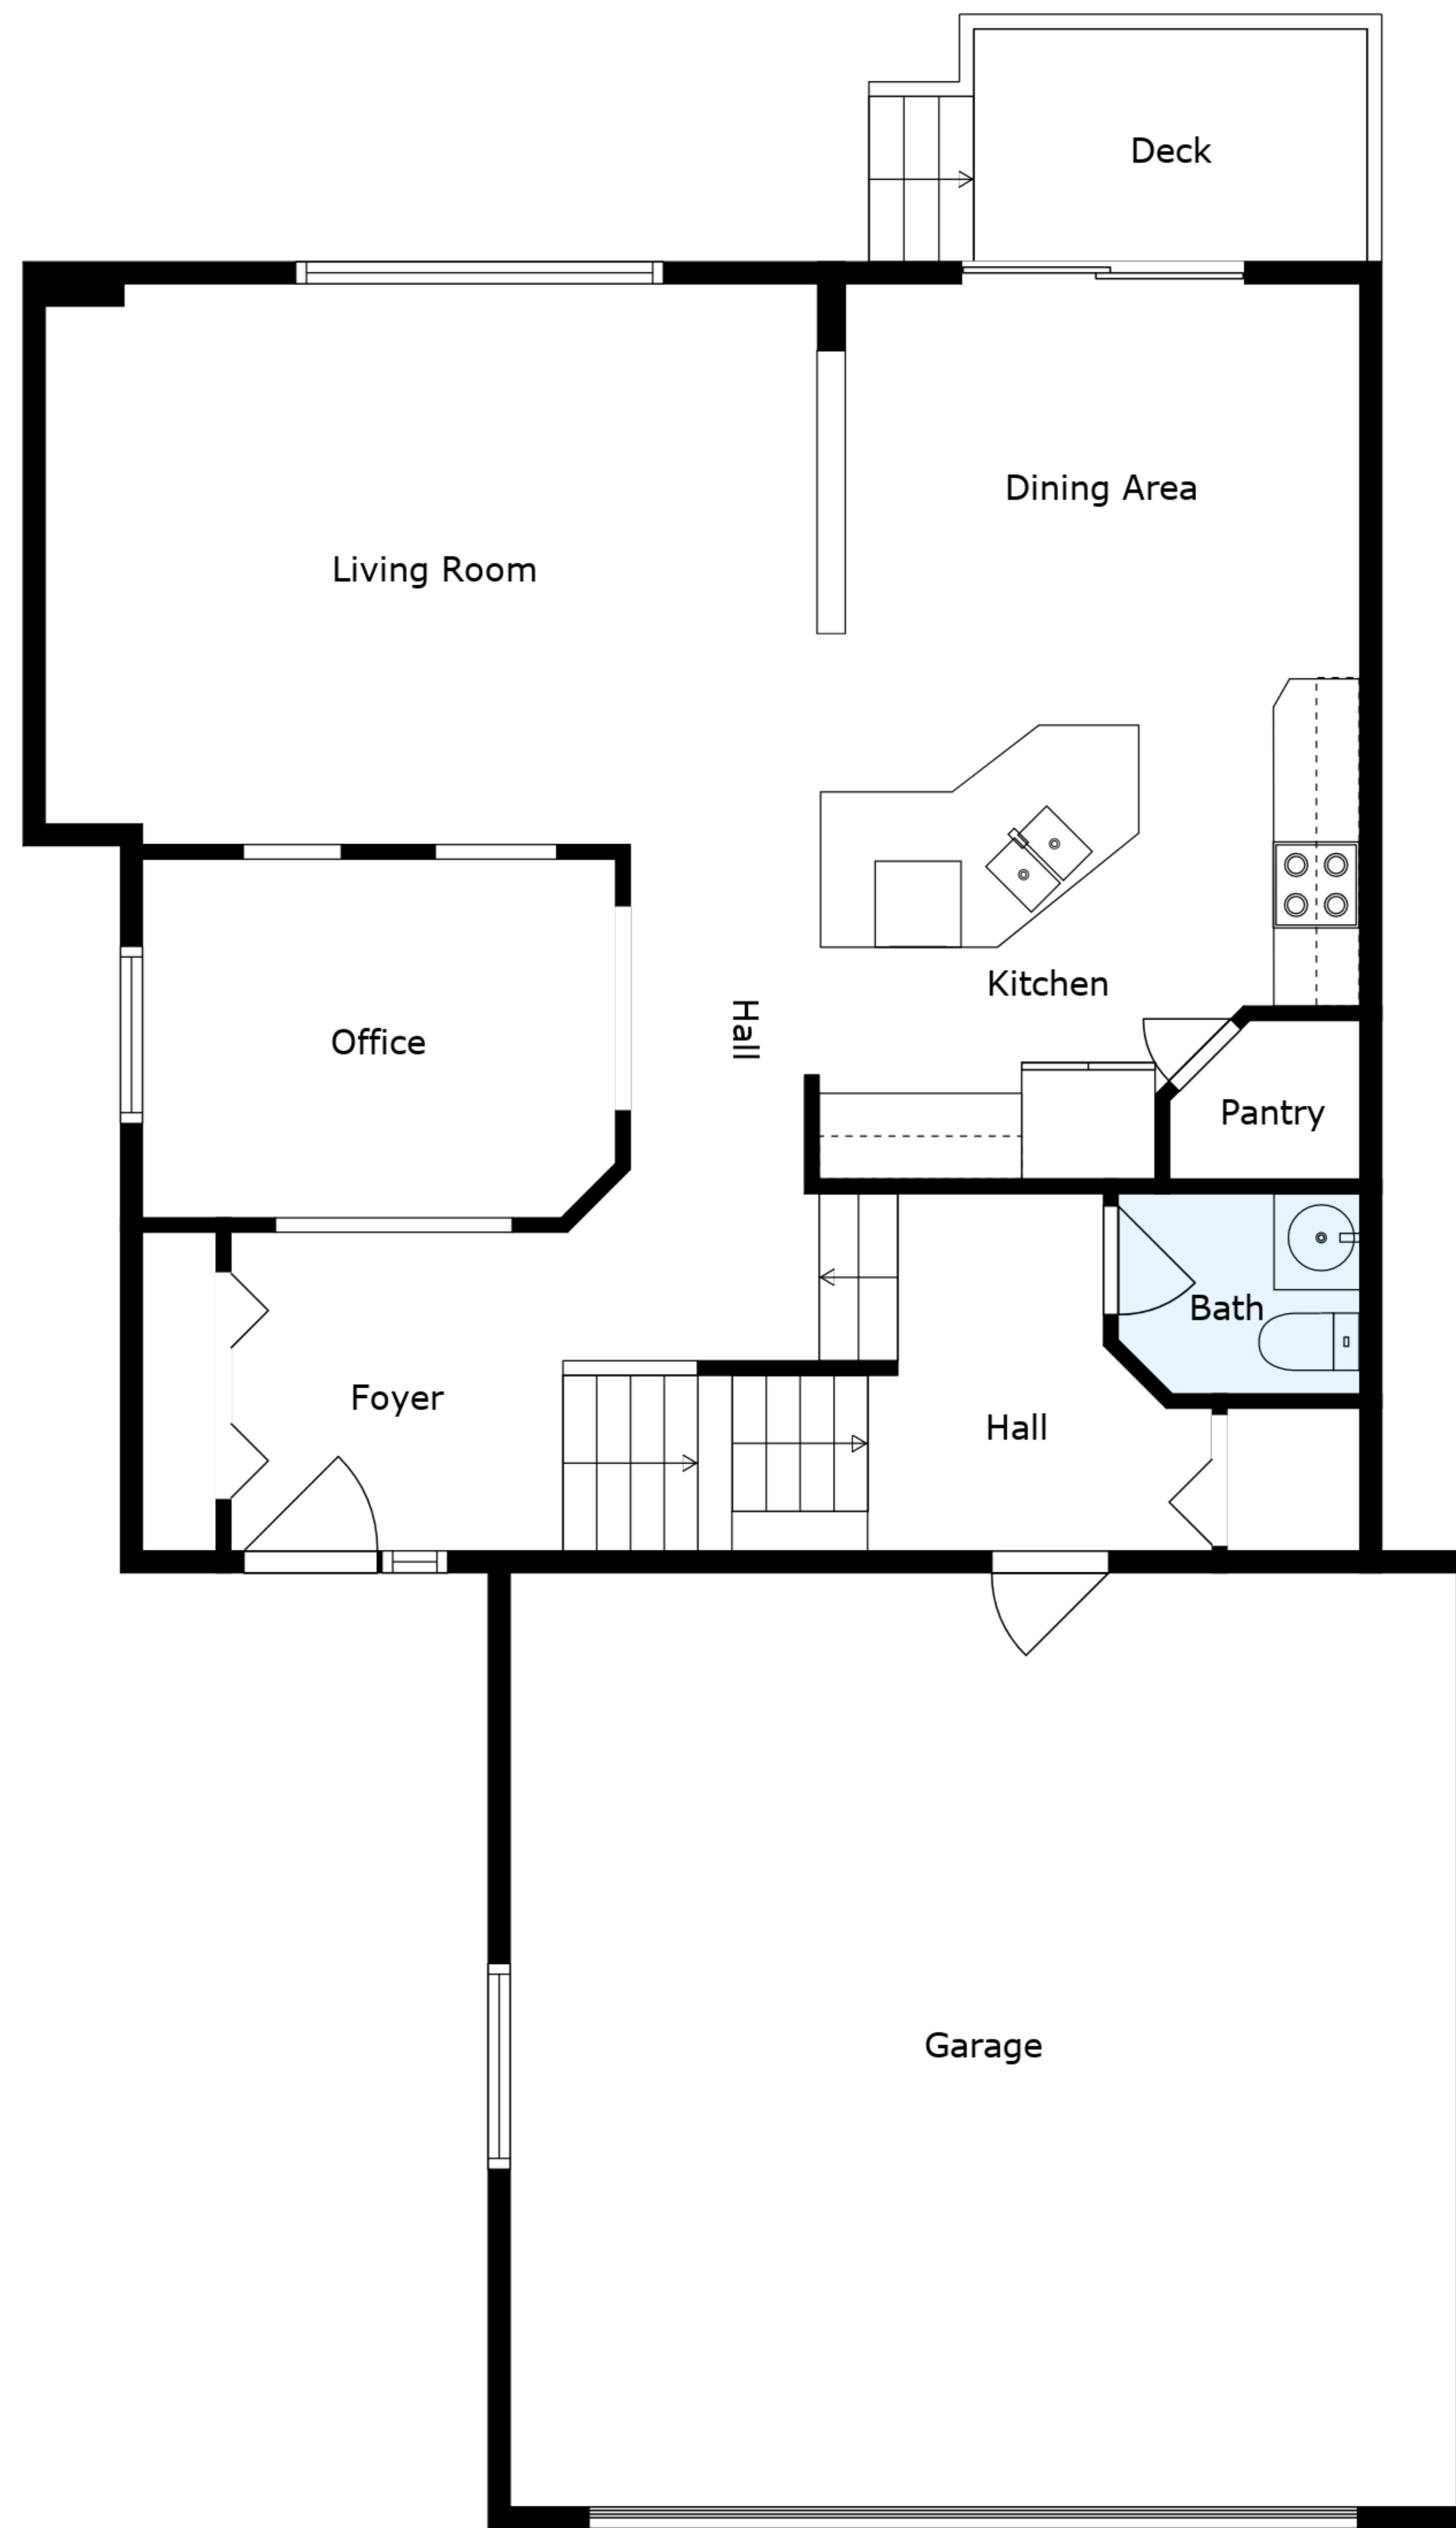 Deck
Dining Area
Living Room
Kitchen
Hall
Office
Pantry
Bath
Foyer
Hall
Garage